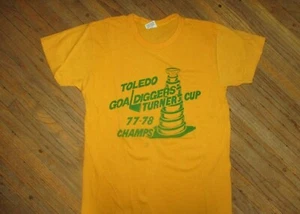 TOLEDO
GOALDIGGERS
TURNER CUP
77-78
CHAMPS